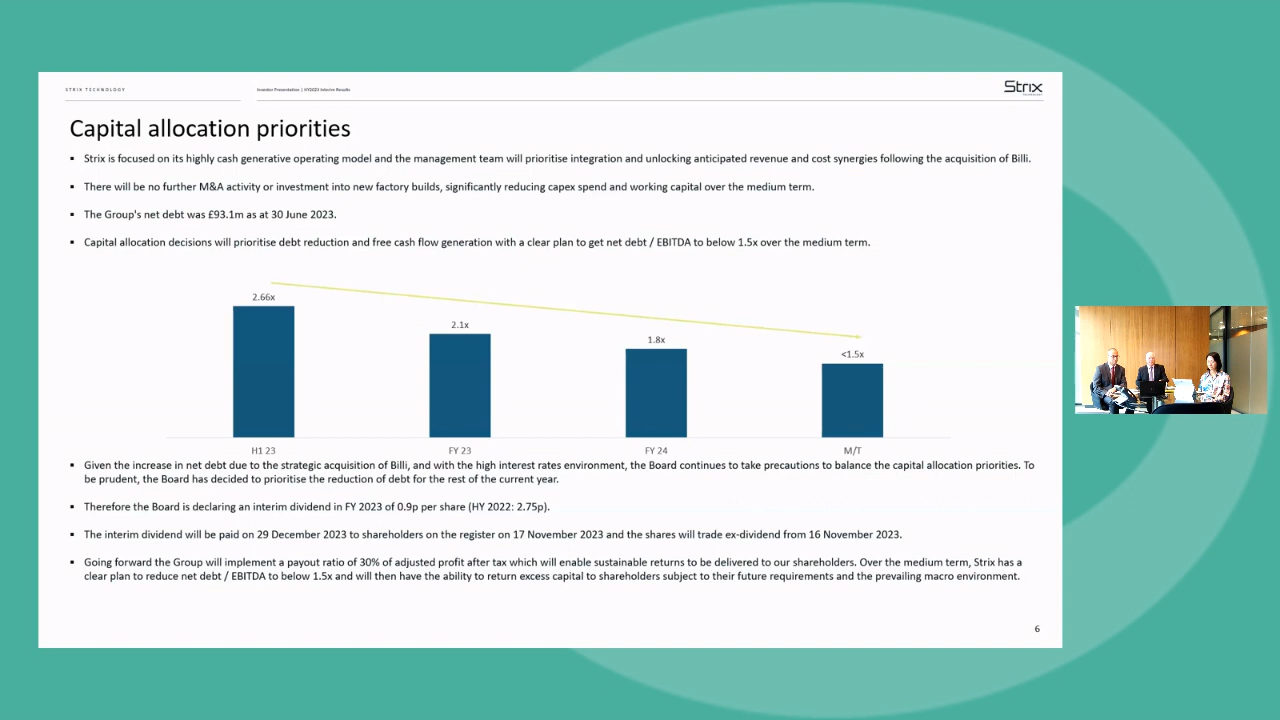 STRIX TECHNOLOGY
Investor Presentation | HY2023 Interim Results
Strix
Capital allocation priorities
▪ Strix is focused on its highly cash generative operating model and the management team will prioritise integration and unlocking anticipated revenue and cost synergies following the acquisition of Billi.
▪ There will be no further M&A activity or investment into new factory builds, significantly reducing capex spend and working capital over the medium term.
▪ The Group's net debt was £93.1m as at 30 June 2023.
▪ Capital allocation decisions will prioritise debt reduction and free cash flow generation with a clear plan to get net debt / EBITDA to below 1.5x over the medium term.
2.66x
2.1x
1.8x
<1.5x
H1 23
FY 23
FY 24
M/T
▪ Given the increase in net debt due to the strategic acquisition of Billi, and with the high interest rates environment, the Board continues to take precautions to balance the capital allocation priorities. To
be prudent, the Board has decided to prioritise the reduction of debt for the rest of the current year.
▪ Therefore the Board is declaring an interim dividend in FY 2023 of 0.9p per share (HY 2022: 2.75p).
▪ The interim dividend will be paid on 29 December 2023 to shareholders on the register on 17 November 2023 and the shares will trade ex-dividend from 16 November 2023.
▪ Going forward the Group will implement a payout ratio of 30% of adjusted profit after tax which will enable sustainable returns to be delivered to our shareholders. Over the medium term, Strix has a
clear plan to reduce net debt / EBITDA to below 1.5x and will then have the ability to return excess capital to shareholders subject to their future requirements and the prevailing macro environment.
6